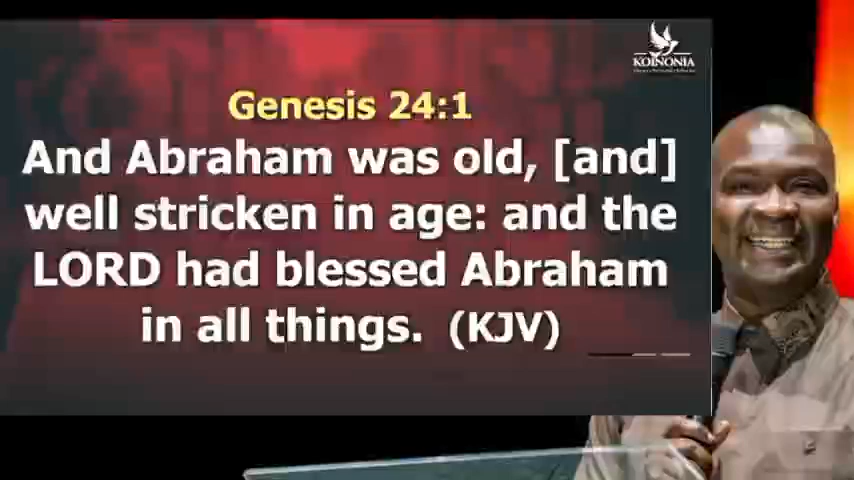 KOINONIA
Genesis 24:1
And Abraham was old, [and]
well stricken in age: and the
LORD had blessed Abraham
in all things. (KJV)